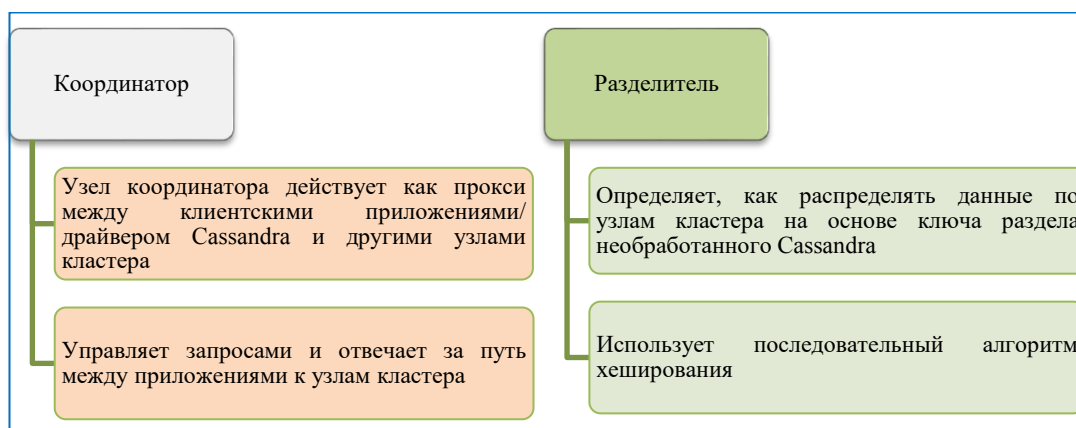 Координатор
Узел координатора действует как прокси
между клиентскими приложениями/
драйвером Cassandra и другими узлами
кластера
Управляет запросами и отвечает за путь
между приложениями к узлам кластера
Разделитель
Определяет, как распределять данные по
узлам кластера на основе ключа раздела
необработанного Cassandra
Использует последовательный алгоритм
хеширования